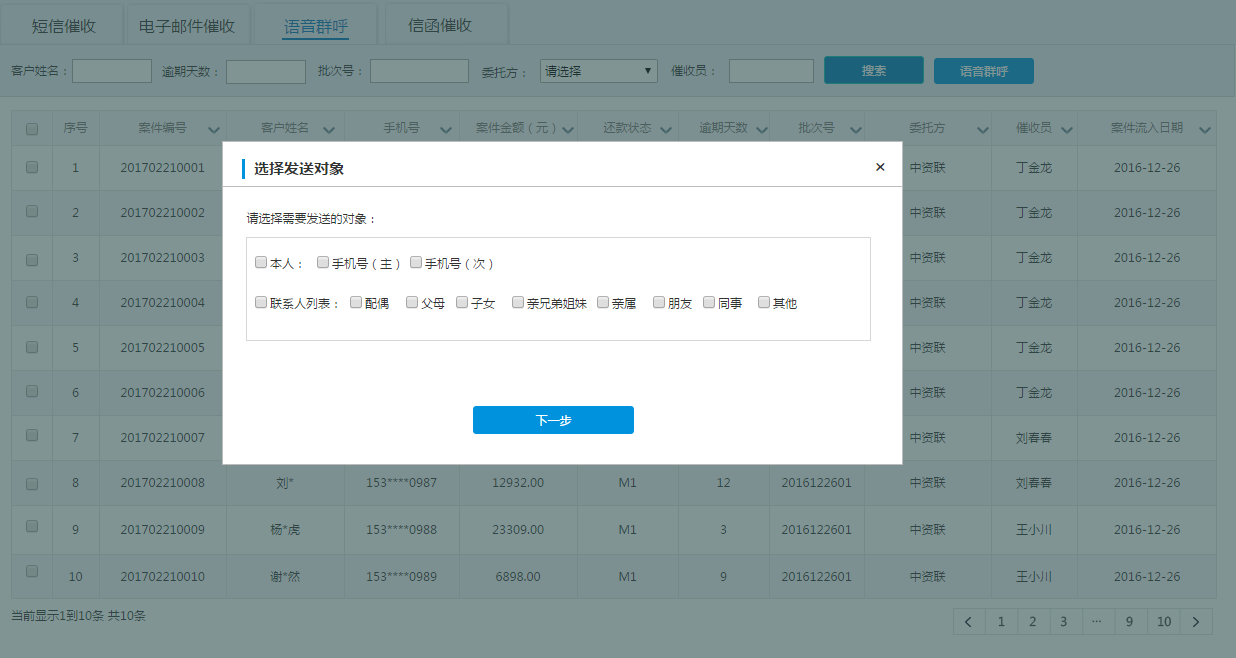 短信催收 电子邮件催收 语音群呼 信函催收
客户姓名： 逾期天数： 批次号： 委托方： 请选择 催收员： 搜索 语音群呼
序号 案件编号 客户姓名 手机号 案件金额（元） 还款状态 逾期天数 批次号 委托方 催收员 案件流入日期
1 201702210001 中资联 丁金龙 2016-12-26
2 201702210002 中资联 丁金龙 2016-12-26
3 201702210003 中资联 丁金龙 2016-12-26
4 201702210004 中资联 丁金龙 2016-12-26
5 201702210005 中资联 丁金龙 2016-12-26
6 201702210006 中资联 丁金龙 2016-12-26
7 201702210007 中资联 刘春春 2016-12-26
选择发送对象 ×
请选择需要发送的对象：
本人： 手机号（主） 手机号（次）
联系人列表： 配偶 父母 子女 亲兄弟姐妹 亲属 朋友 同事 其他
下一步
8 201702210008 刘* 153****0987 12932.00 M1 12 2016122601 中资联 刘春春 2016-12-26
9 201702210009 杨*虎 153****0988 23309.00 M1 3 2016122601 中资联 王小川 2016-12-26
10 201702210010 谢*然 153****0989 6898.00 M1 9 2016122601 中资联 王小川 2016-12-26
当前显示1到10条 共10条
1 2 3 ... 9 10